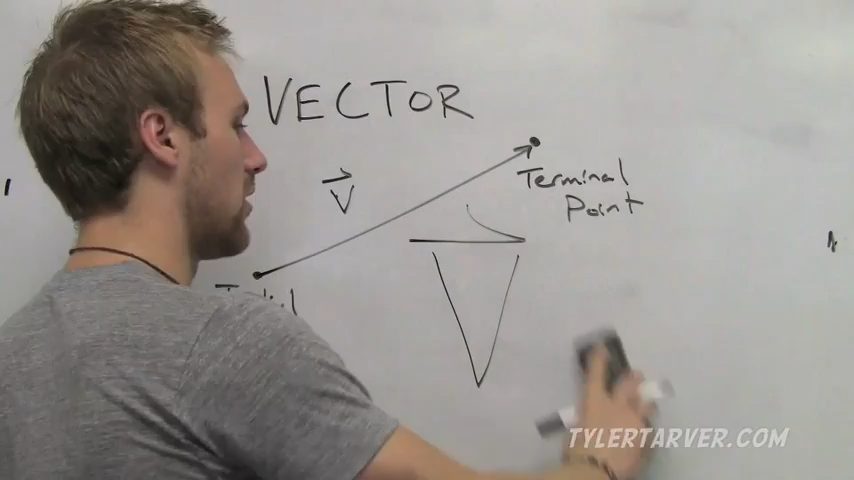 VECTOR
V
Terminal
Point
V
TYLERTARVER.COM